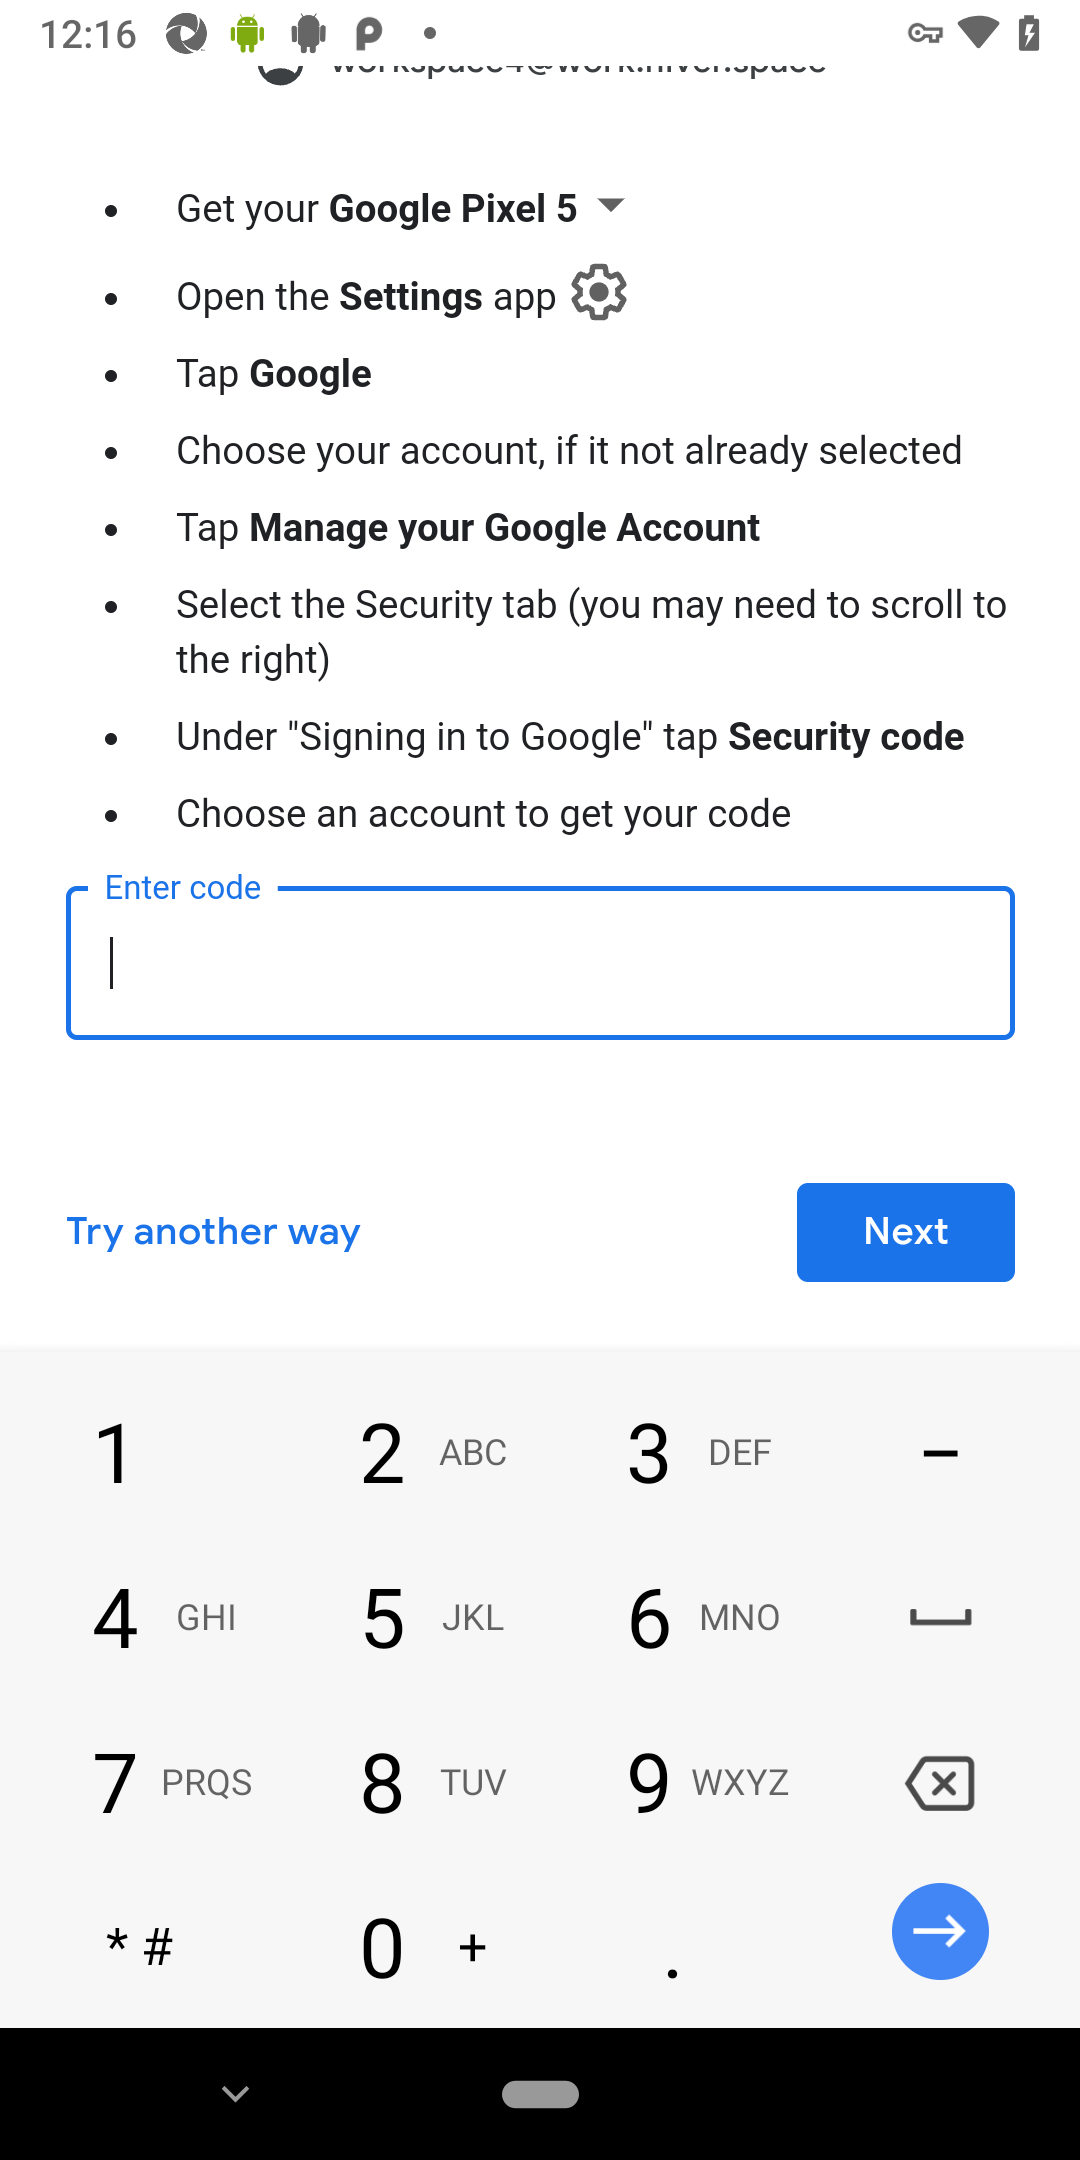 12:16
Get your Google Pixel 5
Open the Settings app
Tap Google
Choose your account, if it not already selected
Tap Manage your Google Account
Select the Security tab (you may need to scroll to
the right)
Under "Signing in to Google" tap Security code
Choose an account to get your code
Enter code
Try another way
Next
1
2 ABC
3 DEF
–
4 GHI
5 JKL
6 MNO
7 PRQS
8 TUV
9 WXYZ
* #
0 +
.